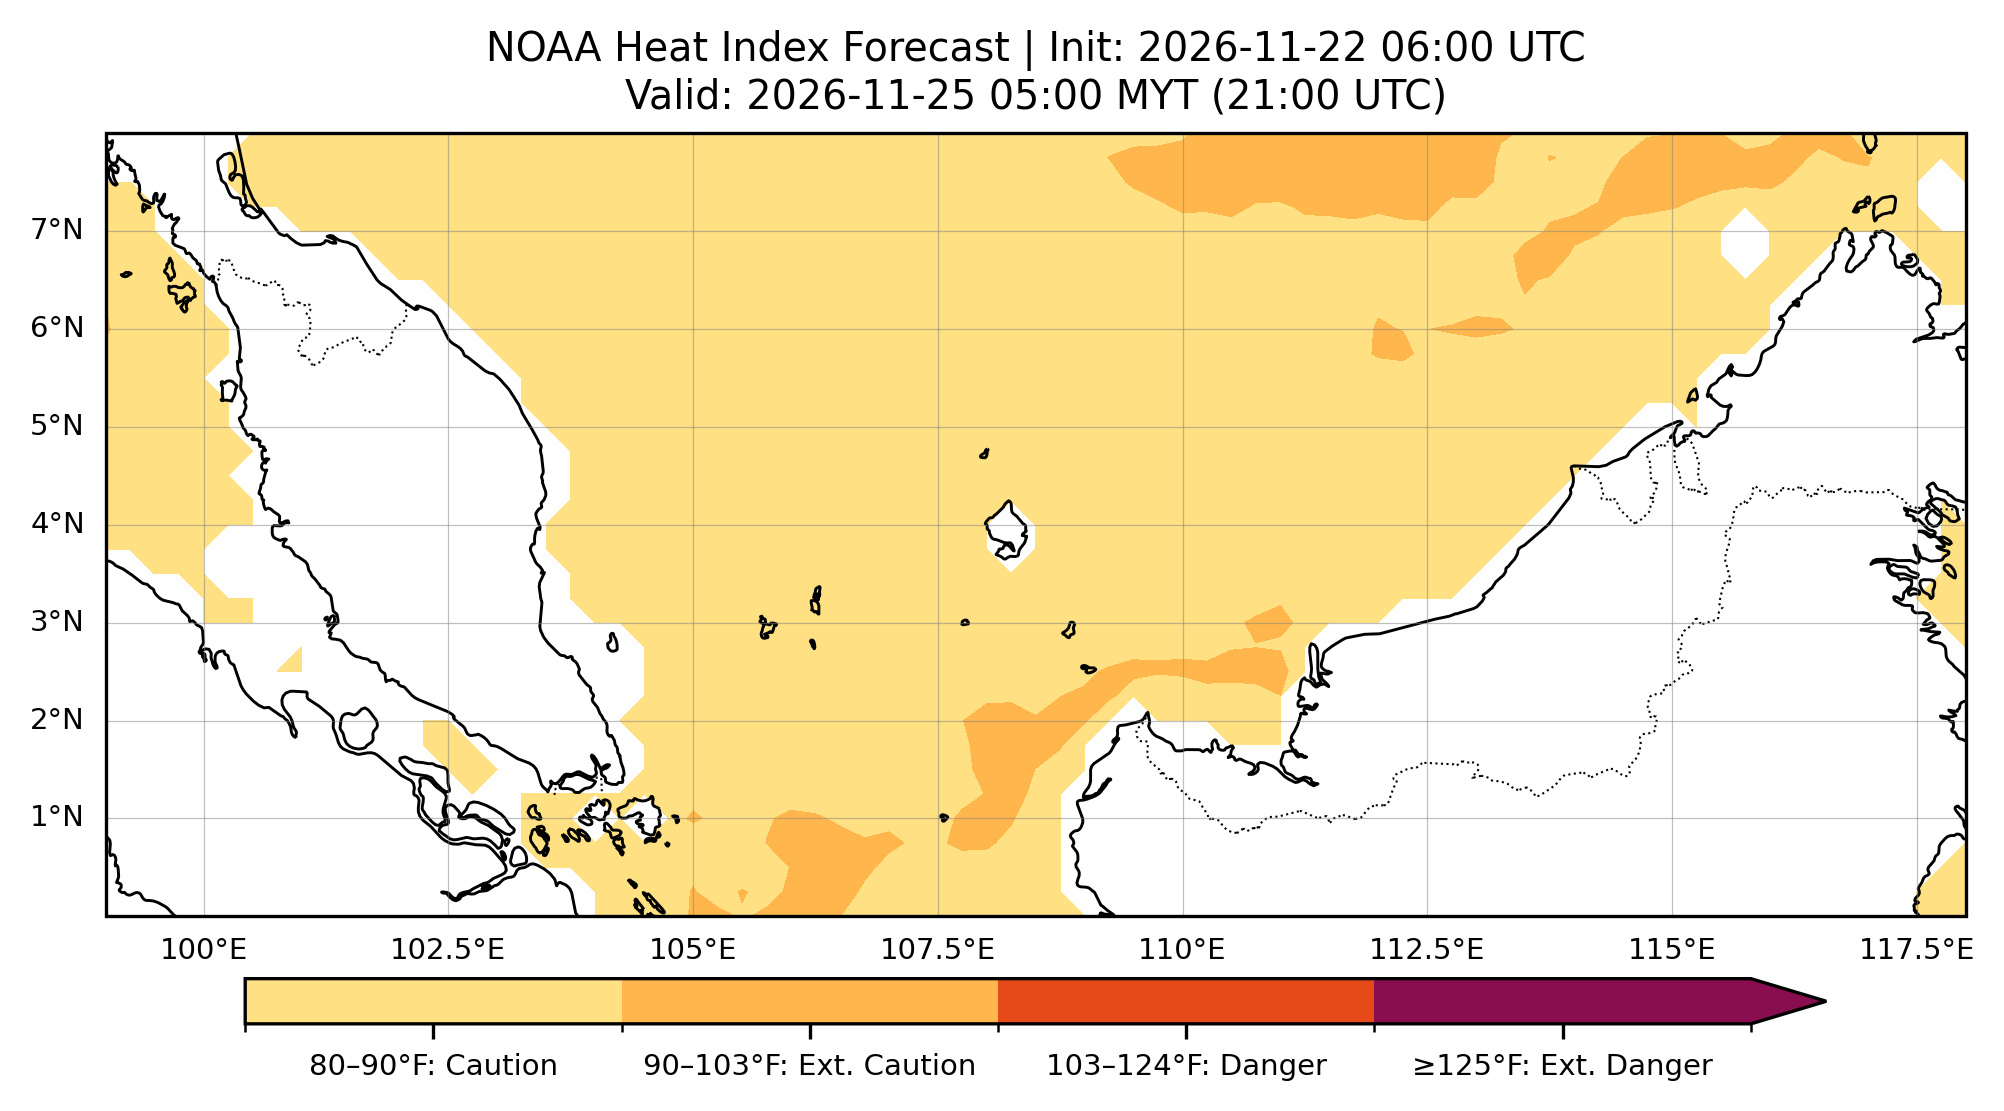 NOAA Heat Index Forecast | Init: 2026-11-22 06:00 UTC
Valid: 2026-11-25 05:00 MYT (21:00 UTC)
7°N
6°N
5°N
4°N
3°N
2°N
1°N
100°E 102.5°E 105°E 107.5°E 110°E 112.5°E 115°E 117.5°E
80–90°F: Caution 90–103°F: Ext. Caution 103–124°F: Danger ≥125°F: Ext. Danger